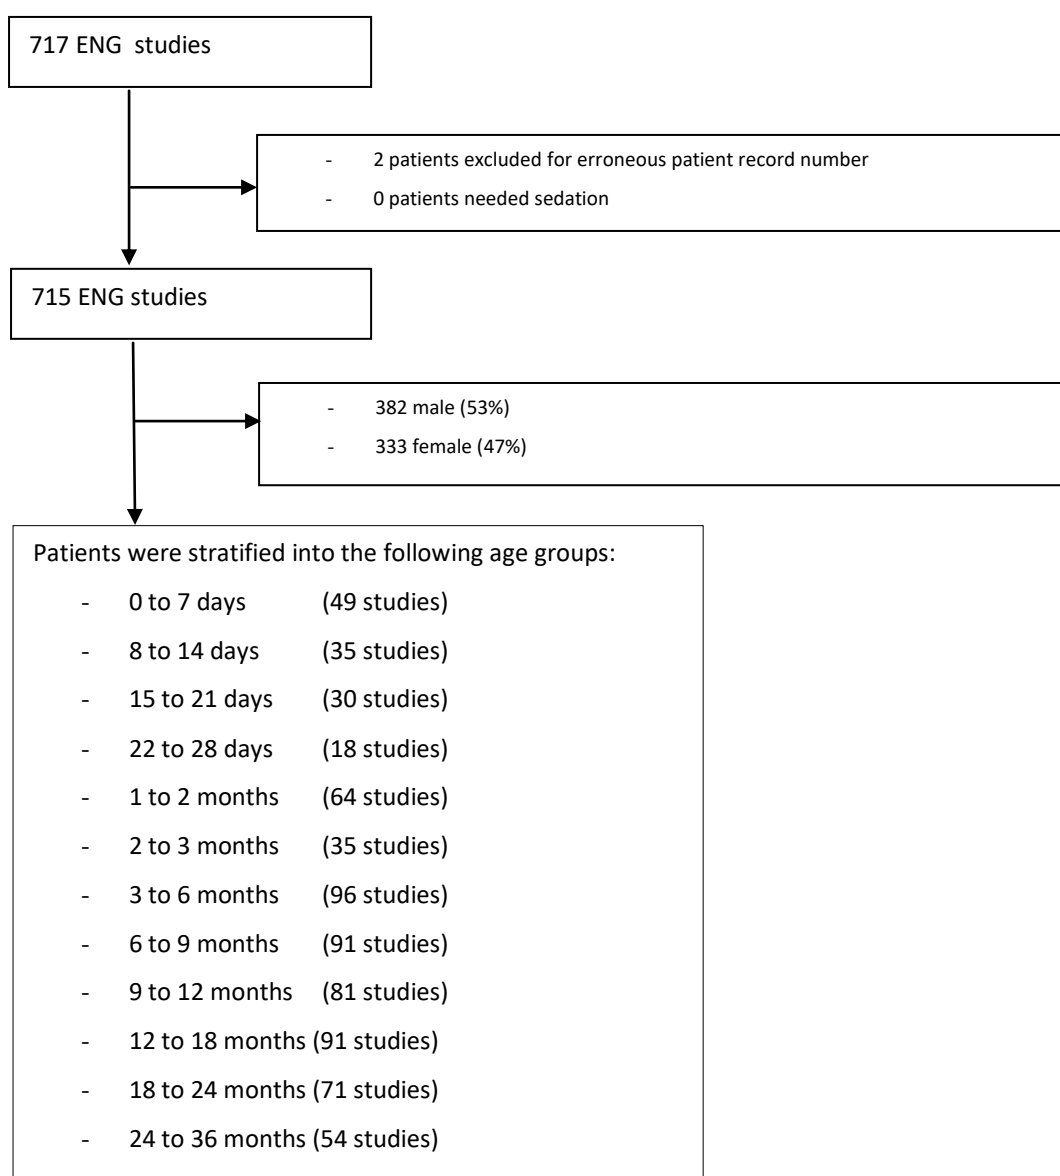 717 ENG  studies
-	2 patients excluded for erroneous patient record number
-	0 patients needed sedation
715 ENG studies
-	382 male (53%)
-	333 female (47%)
Patients were stratified into the following age groups:
-	0 to 7 days	(49 studies)
-	8 to 14 days	(35 studies)
-	15 to 21 days	(30 studies)
-	22 to 28 days	(18 studies)
-	1 to 2 months	(64 studies)
-	2 to 3 months	(35 studies)
-	3 to 6 months	(96 studies)
-	6 to 9 months	(91 studies)
-	9 to 12 months	(81 studies)
-	12 to 18 months (91 studies)
-	18 to 24 months (71 studies)
-	24 to 36 months (54 studies)